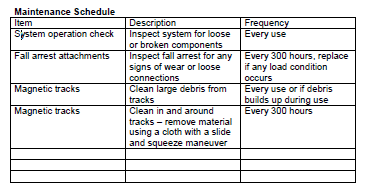 Maintenance Schedule
Item Description Frequency
System operation check Inspect system for loose Every use
or broken components
Fall arrest attachments Inspect fall arrest for any Every 300 hours, replace
signs of wear or loose if any load condition
connections occurs
Magnetic tracks Clean large debris from Every use or if debris
tracks builds up during use
Magnetic tracks Clean in and around Every 300 hours
tracks – remove material
using a cloth with a slide
and squeeze maneuver